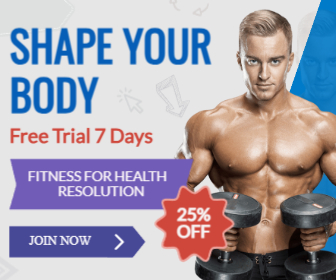 SHAPE YOUR
BODY
Free Trial 7 Days
FITNESS FOR HEALTH
RESOLUTION
25%
OFF
JOIN NOW